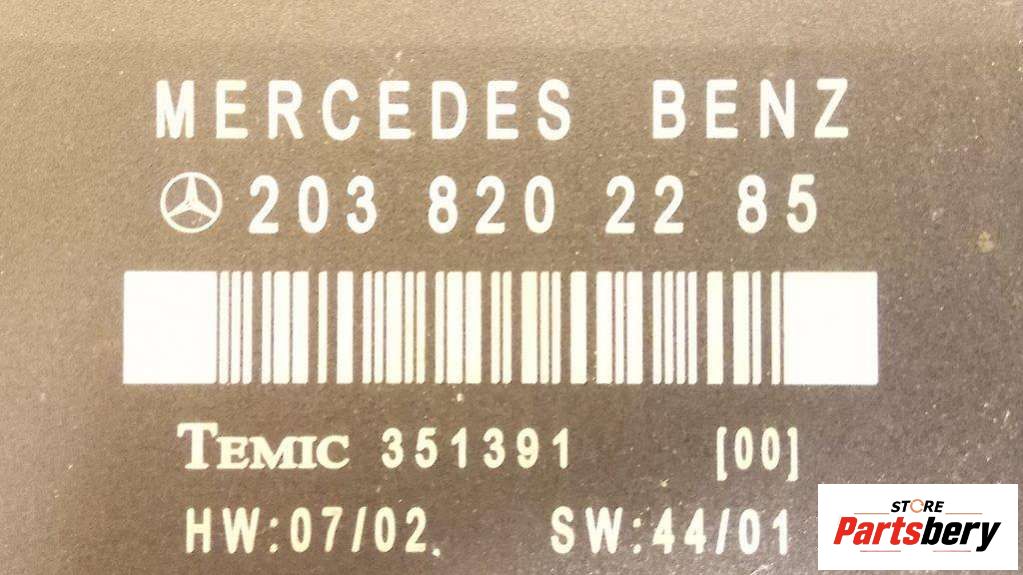 MERCEDES BENZ
203 820 22 85
TEMIC 351391 [00]
HW:07/02. SW:44/01
STORE
Partsbery